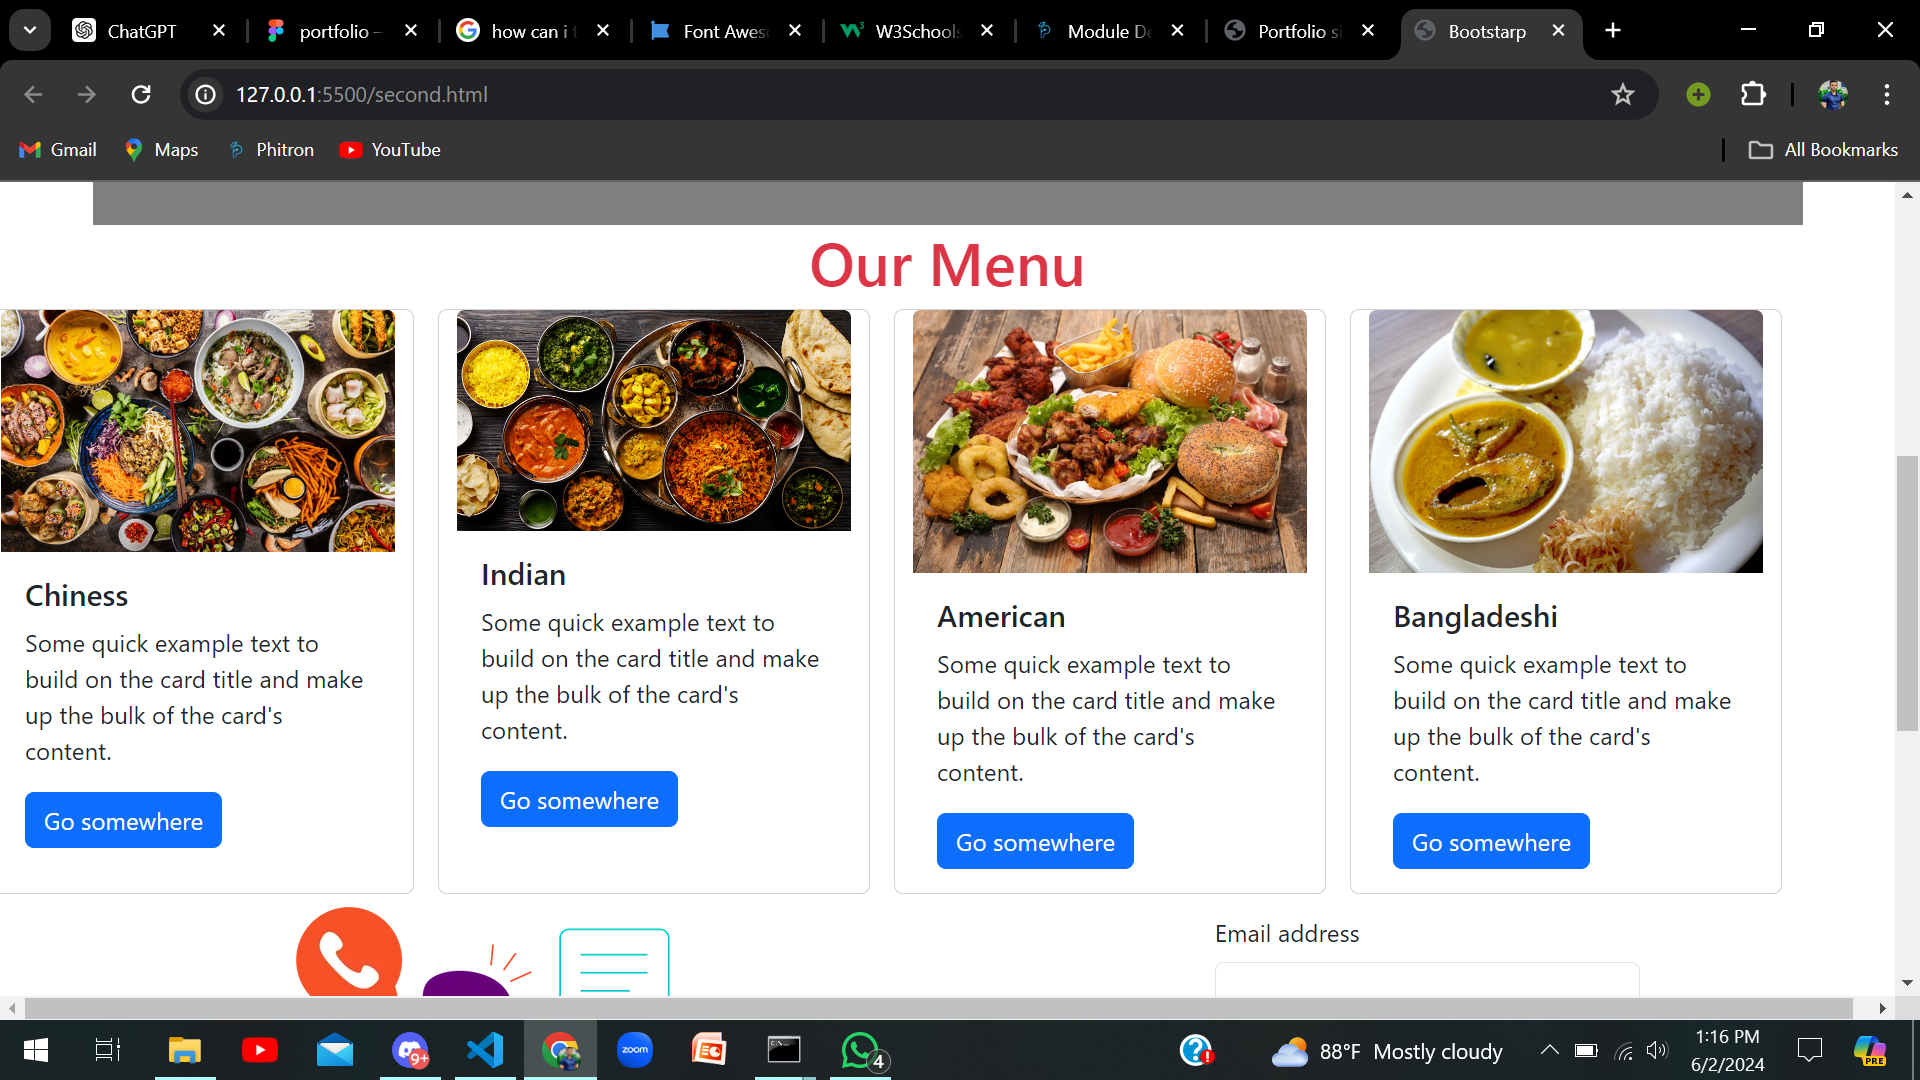 ChatGPT
portfolio –
how can i t
Font Aweso
W3Schools
Module De
Portfolio si
Bootstarp
127.0.0.1:5500/second.html
Gmail
Maps
Phitron
YouTube
All Bookmarks
Our Menu
Chiness
Some quick example text to
build on the card title and make
up the bulk of the card's
content.
Go somewhere
Indian
Some quick example text to
build on the card title and make
up the bulk of the card's
content.
Go somewhere
American
Some quick example text to
build on the card title and make
up the bulk of the card's
content.
Go somewhere
Bangladeshi
Some quick example text to
build on the card title and make
up the bulk of the card's
content.
Go somewhere
Email address
9+
zoom
4
88°F Mostly cloudy
1:16 PM
6/2/2024
PRE